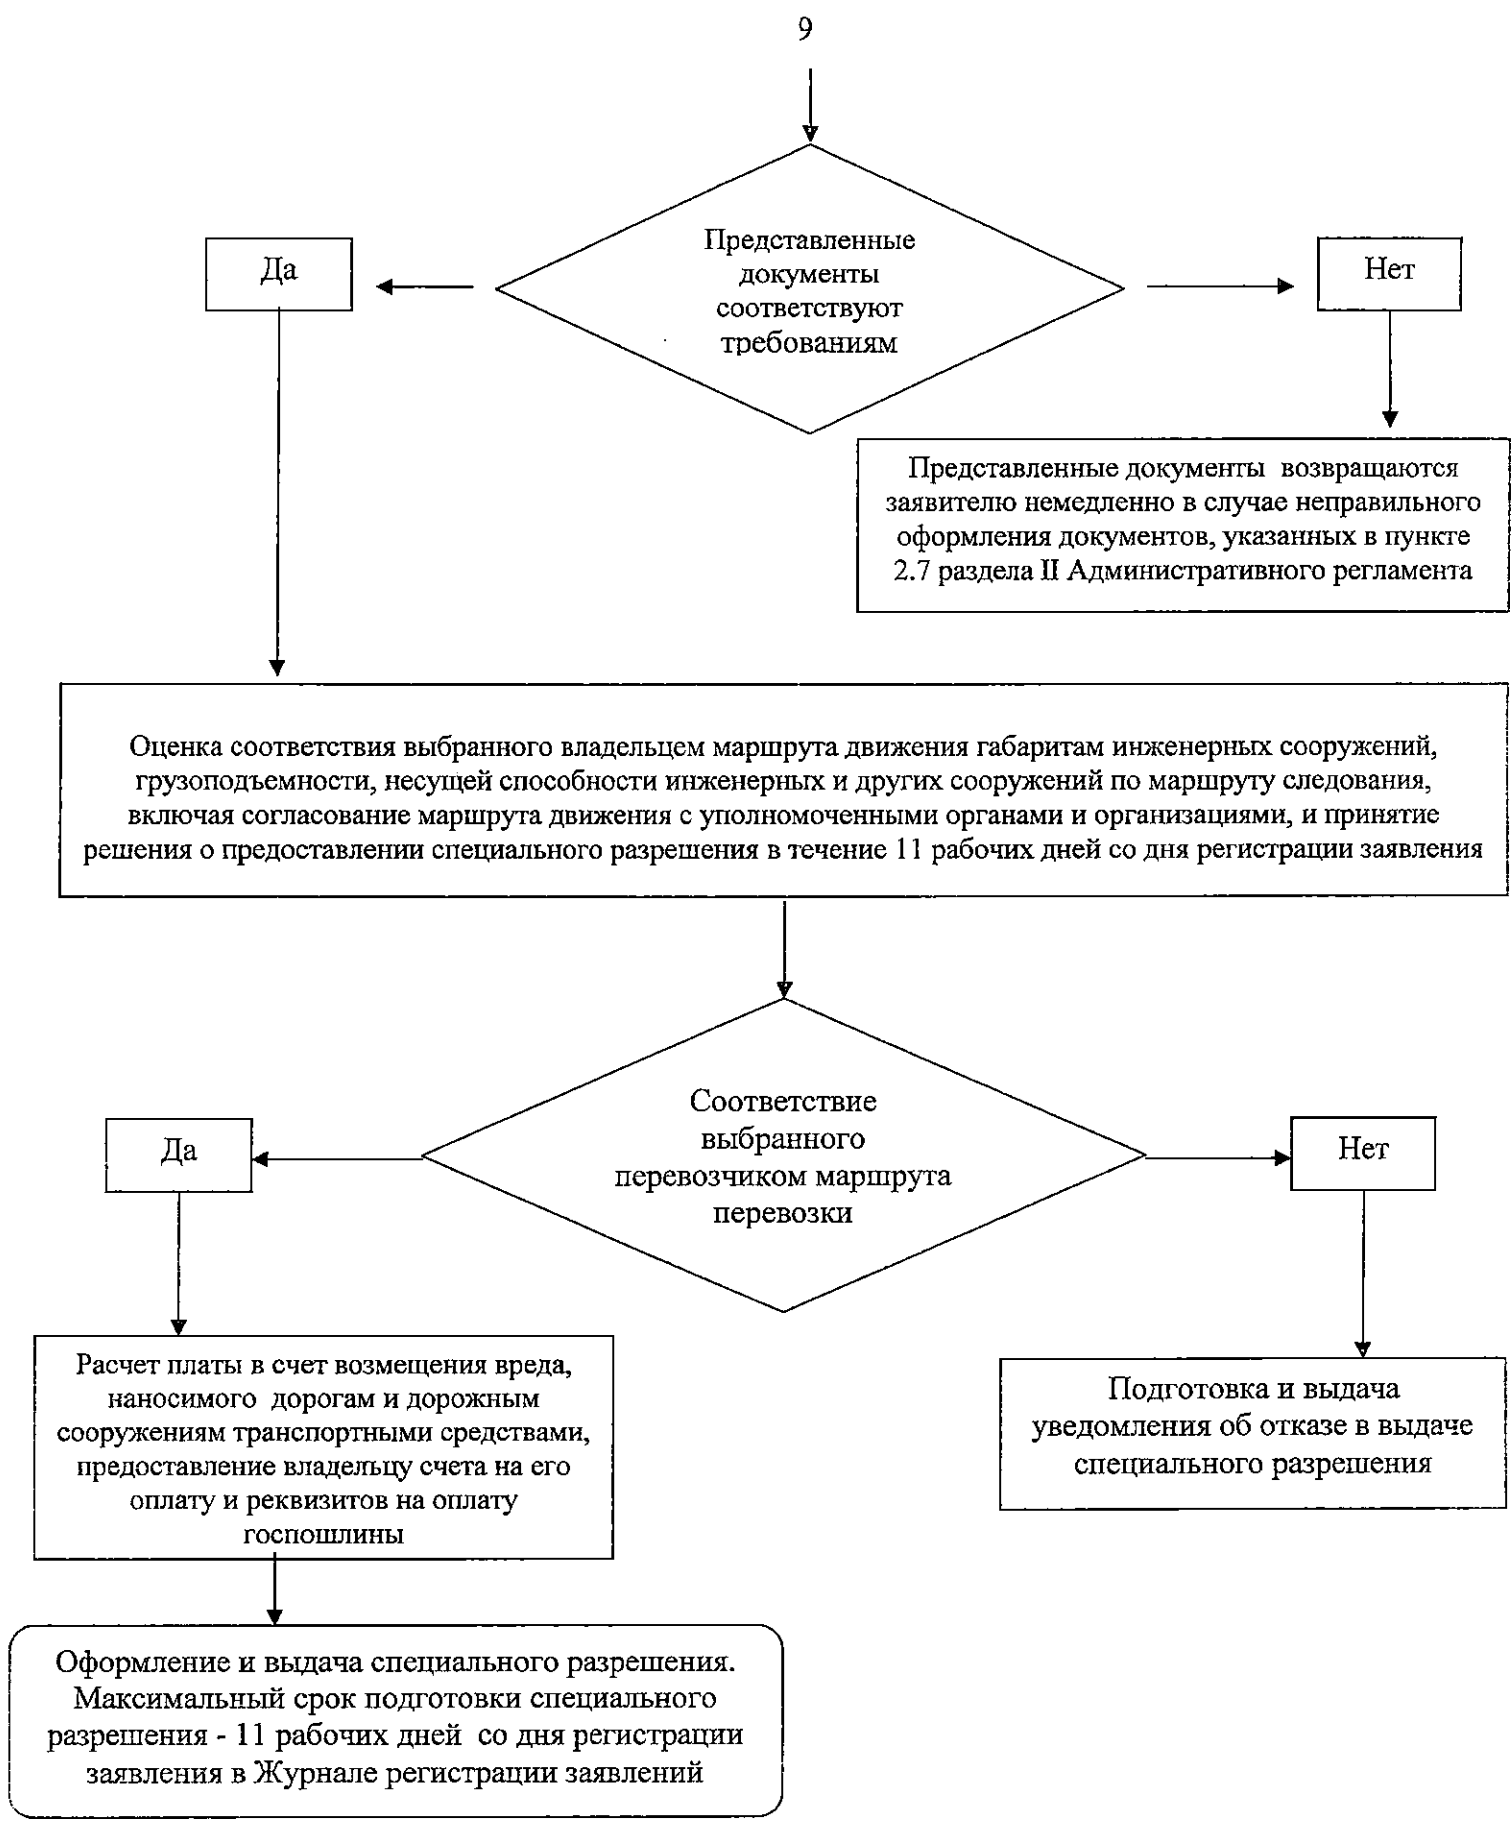 9
Представленные
документы
соответствуют
требованиям
Да
Нет
Представленные документы возвращаются
заявителю немедленно в случае неправильного
оформления документов, указанных в пункте
2.7 раздела II Административного регламента
Оценка соответствия выбранного владельцем маршрута движения габаритам инженерных сооружений,
грузоподъемности, несущей способности инженерных и других сооружений по маршруту следования,
включая согласование маршрута движения с уполномоченными органами и организациями, и принятие
решения о предоставлении специального разрешения в течение 11 рабочих дней со дня регистрации заявления
Соответствие
выбранного
перевозчиком маршрута
перевозки
Да
Нет
Расчет платы в счет возмещения вреда,
наносимого дорогам и дорожным
сооружениям транспортными средствами,
предоставление владельцу счета на его
оплату и реквизитов на оплату
госпошлины
Подготовка и выдача
уведомления об отказе в выдаче
специального разрешения
Оформление и выдача специального разрешения.
Максимальный срок подготовки специального
разрешения - 11 рабочих дней со дня регистрации
заявления в Журнале регистрации заявлений